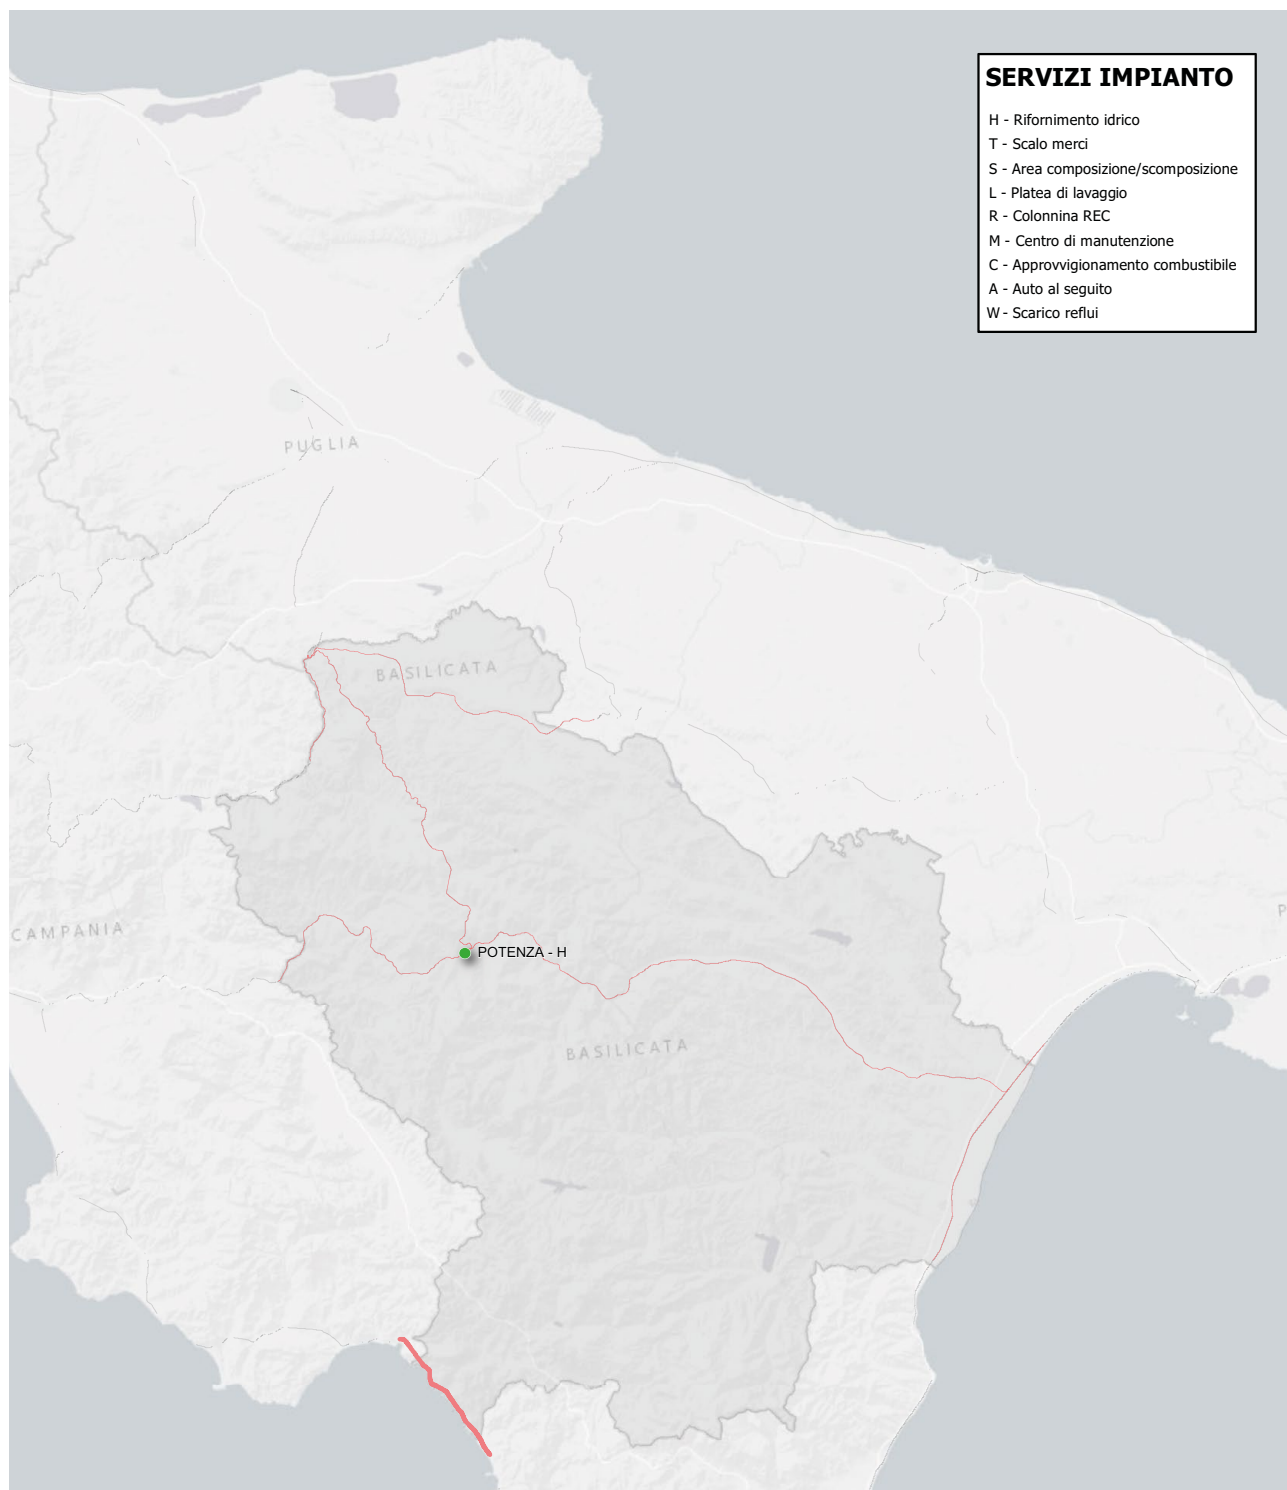 SERVIZI IMPIANTO
H - Rifornimento idrico
T - Scalo merci
S - Area composizione/scomposizione
L - Platea di lavaggio
R - Colonnina REC
M - Centro di manutenzione
C - Approvvigionamento combustibile
A - Auto al seguito
W - Scarico reflui
PUGLIA
BASILICATA
CAMPANIA
P
POTENZA - H
BASILICATA